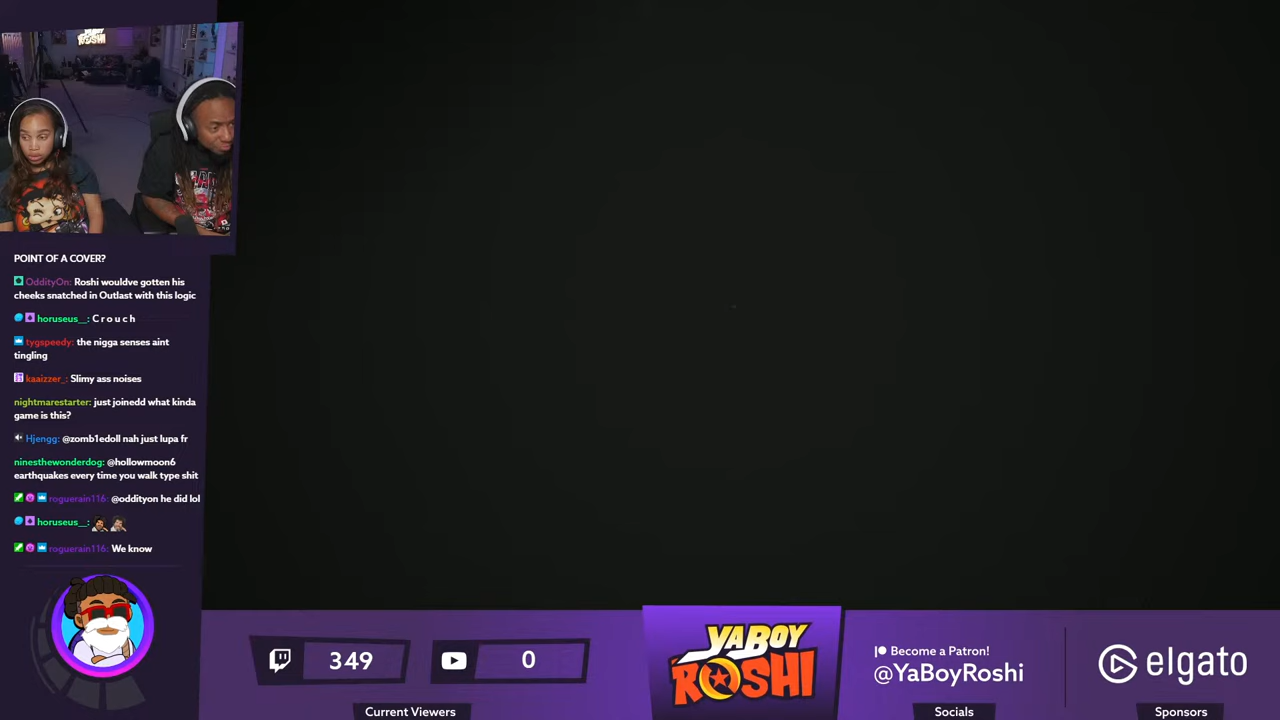 YABOY
ROSHI
POINT OF A COVER?
OddityOn: Roshi wouldve gotten his
cheeks snatched in Outlast with this logic
horuseus__: C r o u c h
tygspeedy: the nigga senses aint
tingling
kaaizzer_: Slimy ass noises
nightmarestarter: just joinedd what kinda
game is this?
Hjengg: @zomb1edoll nah just lupa fr
ninesthewonderdog: @hollowmoon6
earthquakes every time you walk type shit
roguerain116: @oddityon he did lol
horuseus__:
roguerain116: We know
349
0
Current Viewers
YABOY
ROSHI
Become a Patron!
@YaBoyRoshi
Socials
elgato
Sponsors